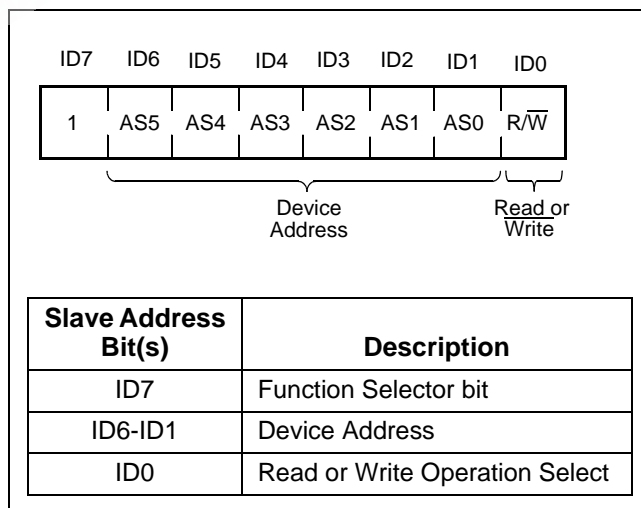 ID7 ID6 ID5 ID4 ID3 ID2 ID1 ID0
1 AS5 AS4 AS3 AS2 AS1 AS0 R/W̅
Device Read or
Address Write
Slave Address
Bit(s) Description
ID7 Function Selector bit
ID6-ID1 Device Address
ID0 Read or Write Operation Select